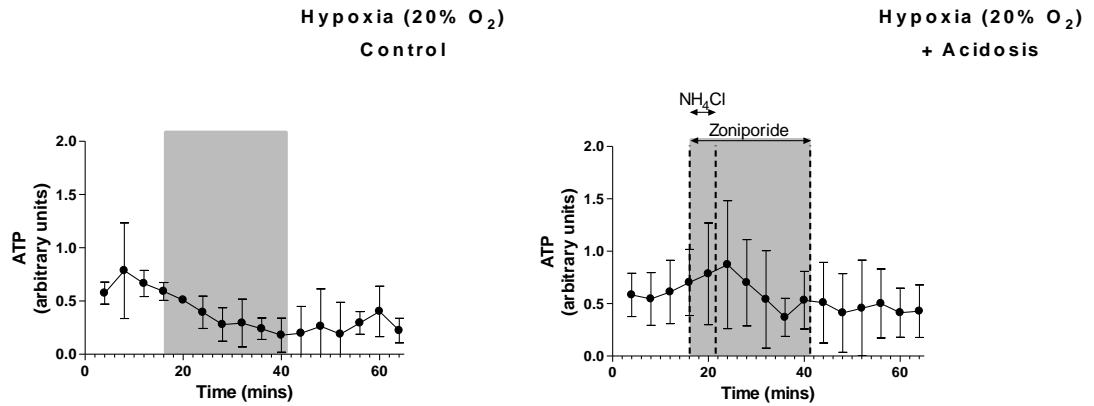 Hypoxia (20% O2)
Control
2.0
1.5
1.0
0.5
0.0
ATP
(arbitrary units)
0
20
40
60
Time (mins)
Hypoxia (20% O2)
+ Acidosis
NH4Cl
Zoniporide
2.0
1.5
1.0
0.5
0.0
ATP
(arbitrary units)
0
20
40
60
Time (mins)